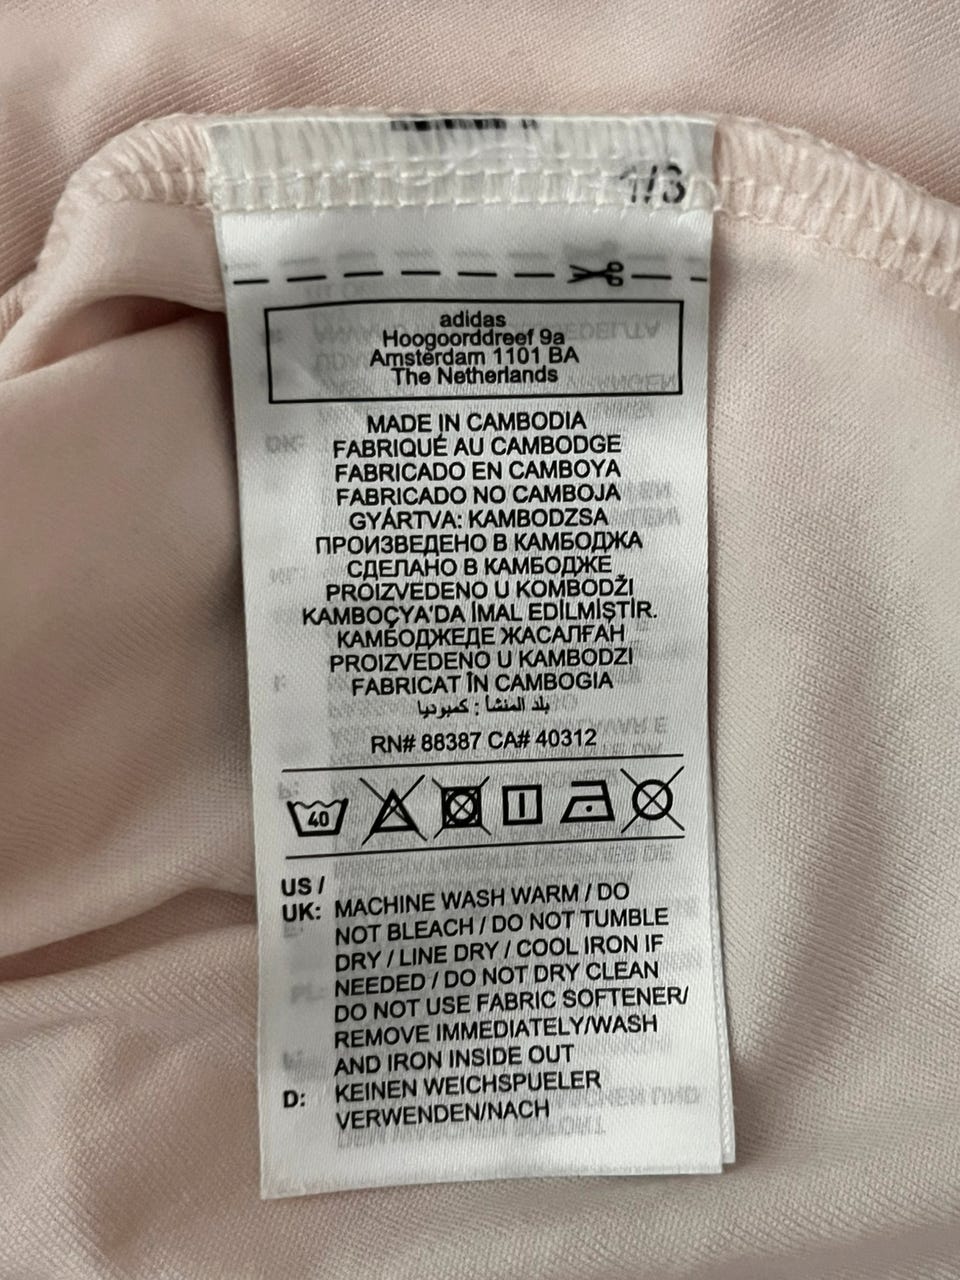 1/3
adidas
Hoogoorddreef 9a
Amsterdam 1101 BA
The Netherlands
MADE IN CAMBODIA
FABRIQUÉ AU CAMBODGE
FABRICADO EN CAMBOYA
FABRICADO NO CAMBOJA
GYÁRTVA: KAMBODZSA
ПРОИЗВЕДЕНО В КАМБОДЖА
СДЕЛАНО В КАМБОДЖЕ
PROIZVEDENO U KOMBODŽI
KAMBOÇYA'DA İMAL EDİLMİŞTİR.
КАМБОДЖЕДЕ ЖАСАЛҒАН
PROIZVEDENO U KAMBODZI
FABRICAT ÎN CAMBOGIA
بلد المنشأ : كمبوديا
RN# 88387 CA# 40312
40
US /
UK: MACHINE WASH WARM / DO
NOT BLEACH / DO NOT TUMBLE
DRY / LINE DRY / COOL IRON IF
NEEDED / DO NOT DRY CLEAN
DO NOT USE FABRIC SOFTENER/
REMOVE IMMEDIATELY/WASH
AND IRON INSIDE OUT
D: KEINEN WEICHSPUELER
VERWENDEN/NACH